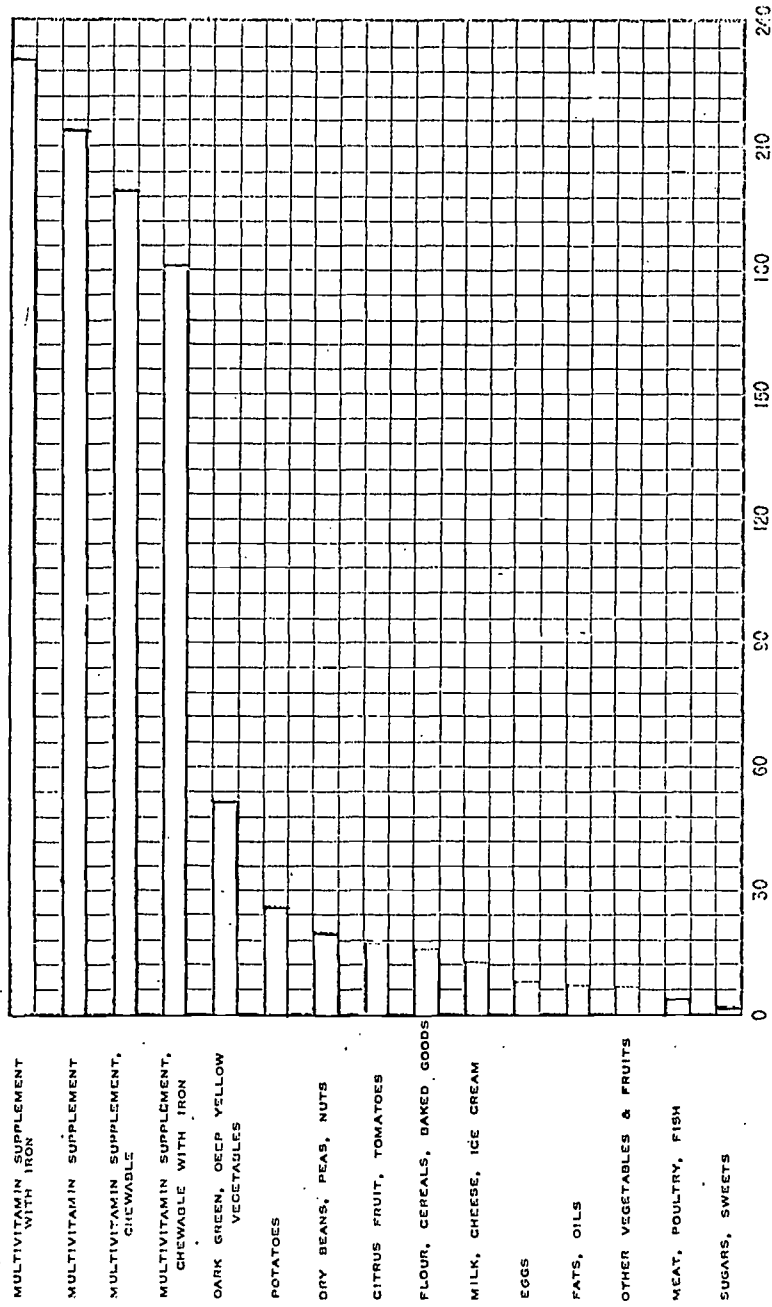 MULTIVITAMIN SUPPLEMENT
WITH IRON
MULTIVITAMIN SUPPLEMENT
MULTIVITAMIN SUPPLEMENT,
CHEWABLE
MULTIVITAMIN SUPPLEMENT,
CHEWABLE WITH IRON
DARK GREEN, DEEP YELLOW
VEGETABLES
POTATOES
DRY BEANS, PEAS, NUTS
CITRUS FRUIT, TOMATOES
FLOUR, CEREALS, BAKED GOODS
MILK, CHEESE, ICE CREAM
EGGS
FATS, OILS
OTHER VEGETABLES & FRUITS
MEAT, POULTRY, FISH
SUGARS, SWEETS
0
30
60
90
120
150
180
210
240